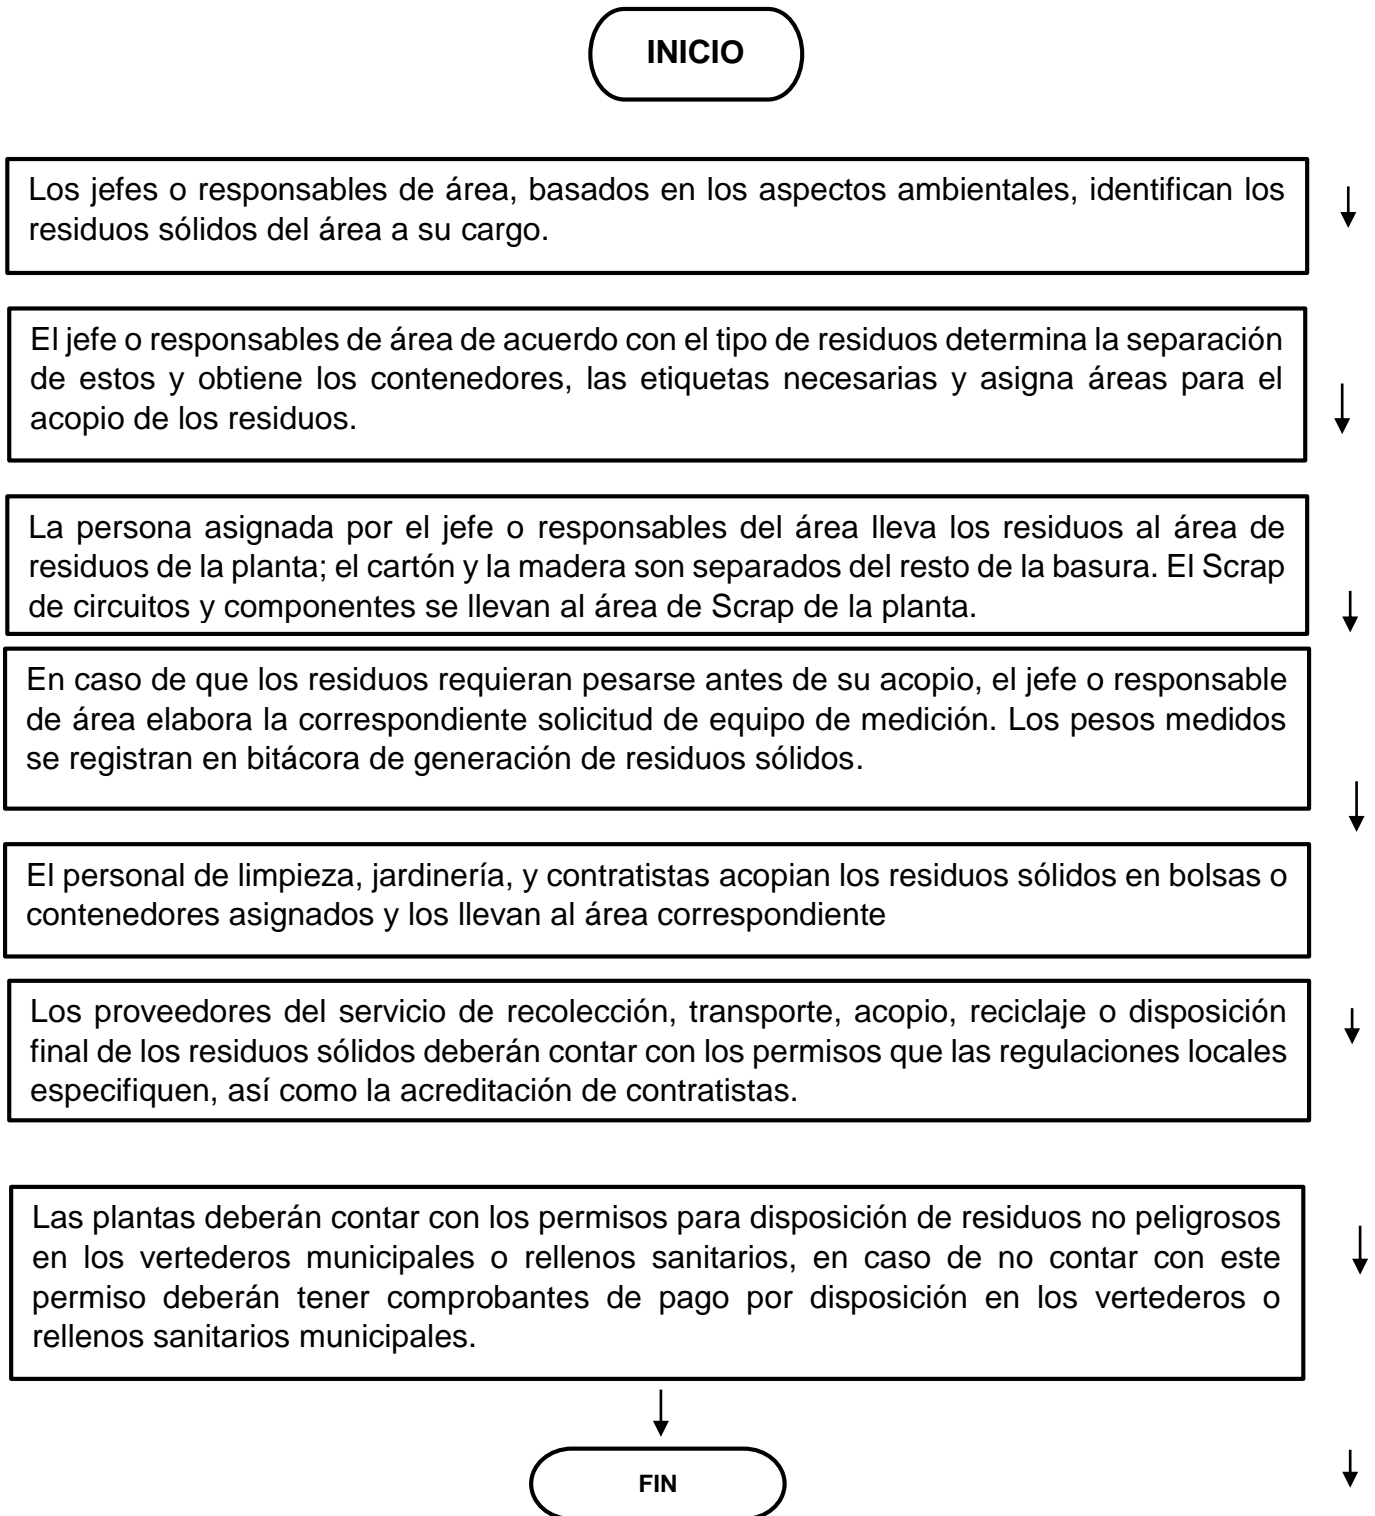 INICIO
Los jefes o responsables de área, basados en los aspectos ambientales, identifican los
residuos sólidos del área a su cargo.
El jefe o responsables de área de acuerdo con el tipo de residuos determina la separación
de estos y obtiene los contenedores, las etiquetas necesarias y asigna áreas para el
acopio de los residuos.
La persona asignada por el jefe o responsables del área lleva los residuos al área de
residuos de la planta; el cartón y la madera son separados del resto de la basura. El Scrap
de circuitos y componentes se llevan al área de Scrap de la planta.
En caso de que los residuos requieran pesarse antes de su acopio, el jefe o responsable
de área elabora la correspondiente solicitud de equipo de medición. Los pesos medidos
se registran en bitácora de generación de residuos sólidos.
El personal de limpieza, jardinería, y contratistas acopian los residuos sólidos en bolsas o
contenedores asignados y los llevan al área correspondiente
Los proveedores del servicio de recolección, transporte, acopio, reciclaje o disposición
final de los residuos sólidos deberán contar con los permisos que las regulaciones locales
especifiquen, así como la acreditación de contratistas.
Las plantas deberán contar con los permisos para disposición de residuos no peligrosos
en los vertederos municipales o rellenos sanitarios, en caso de no contar con este
permiso deberán tener comprobantes de pago por disposición en los vertederos o
rellenos sanitarios municipales.
FIN